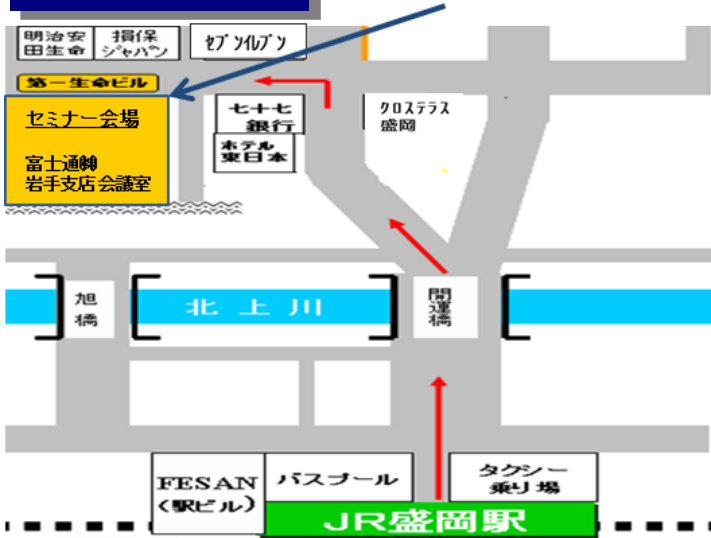 明治安
田生命
損保
ジャパン
セブンイレブン
第一生命ビル
セミナー会場
富士通㈱
岩手支店会議室
七十七
銀行
ホテル
東日本
クロステラス
盛岡
旭
橋
北上川
開
運
橋
FESAN
(駅ビル)
バスプール
タクシー
乗り場
JR盛岡駅